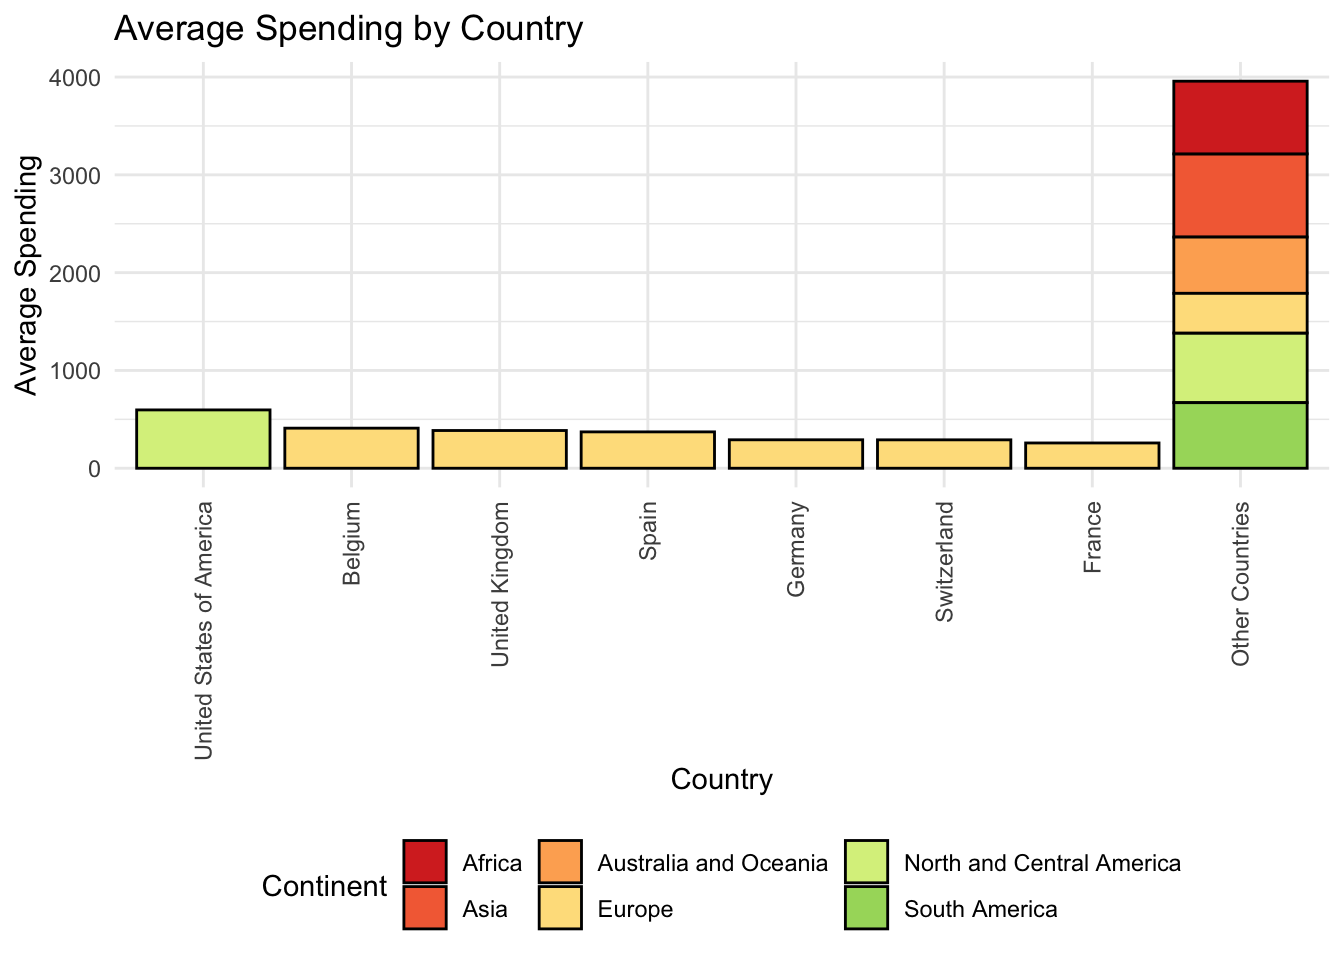 Average Spending by Country
Average Spending
4000
3000
2000
1000
0
United States of America
Belgium
United Kingdom
Spain
Germany
Switzerland
France
Other Countries
Country
Continent
Africa
Asia
Australia and Oceania
Europe
North and Central America
South America